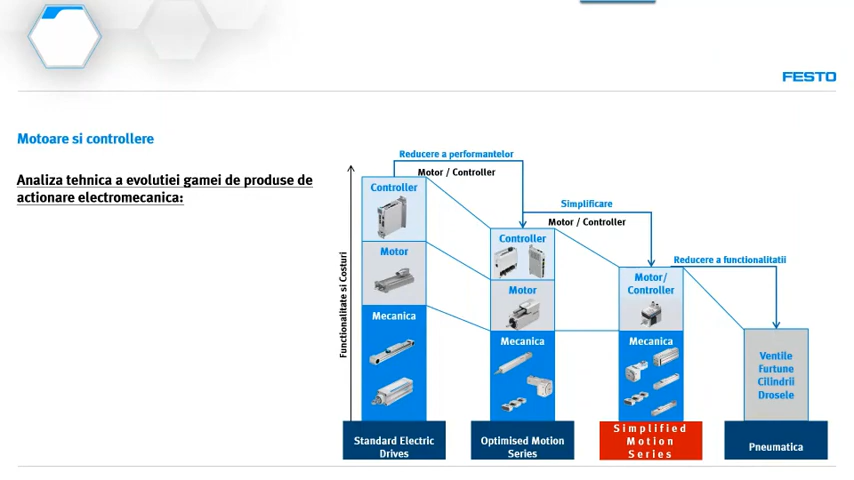 FESTO
Motoare si controllere
Analiza tehnica a evolutiei gamei de produse de
actionare electromecanica:
Functionalitate si Costuri
Reducere a performantelor
Motor / Controller
Simplificare
Motor / Controller
Reducere a functionalitatii
Controller
Motor
Mecanica
Standard Electric
Drives
Controller
Motor
Mecanica
Optimised Motion
Series
Motor/
Controller
Mecanica
Simplified
Motion
Series
Ventile
Furtune
Cilindrii
Drosele
Pneumatica